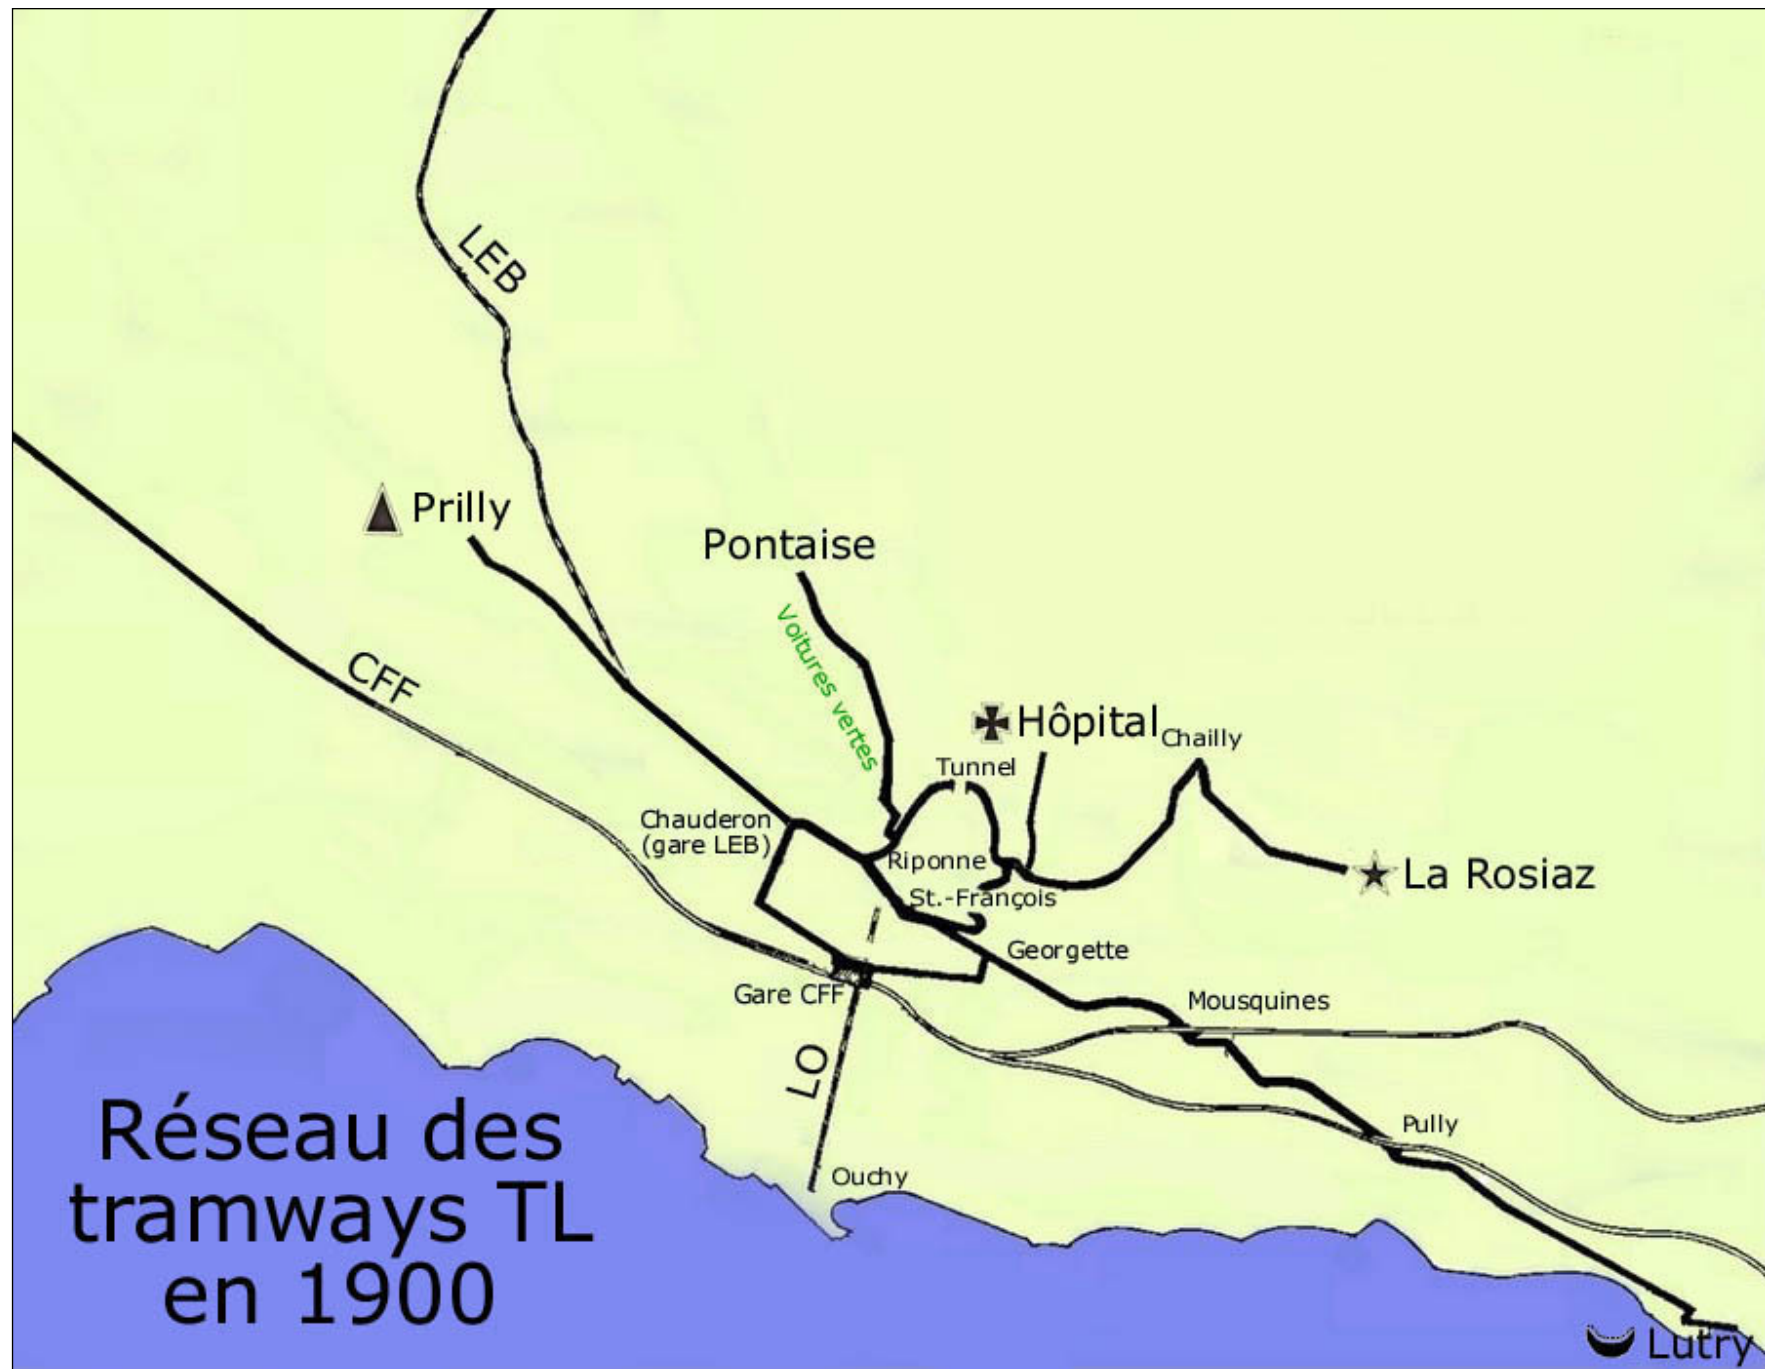 LEB
Prilly
Pontaise
Voitures vertes
CFF
Hôpital
Chailly
Tunnel
Chauderon
(gare LEB)
Riponne
La Rosiaz
St.-François
Georgette
Gare CFF
Mousquines
LO
Pully
Ouchy
Réseau des
tramways TL
en 1900
Lutry